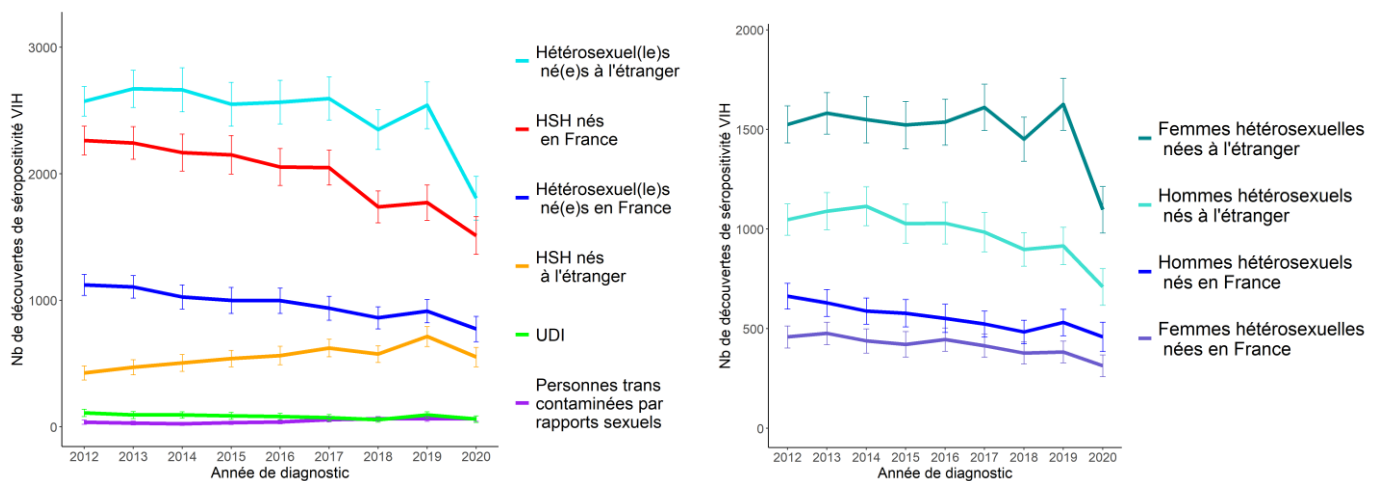 Nb de découvertes de séropositivité VIH
3000
2000
1000
0
2012 2013 2014 2015 2016 2017 2018 2019 2020
Année de diagnostic
Hétérosexuel(le)s
né(e)s à l'étranger
HSH nés
en France
Hétérosexuel(le)s
né(e)s en France
HSH nés
à l'étranger
UDI
Personnes trans
contaminées par
rapports sexuels
Nb de découvertes de séropositivité VIH
2000
1500
1000
500
0
2012 2013 2014 2015 2016 2017 2018 2019 2020
Année de diagnostic
Femmes hétérosexuelles
nées à l'étranger
Hommes hétérosexuels
nés à l'étranger
Hommes hétérosexuels
nés en France
Femmes hétérosexuelles
nées en France